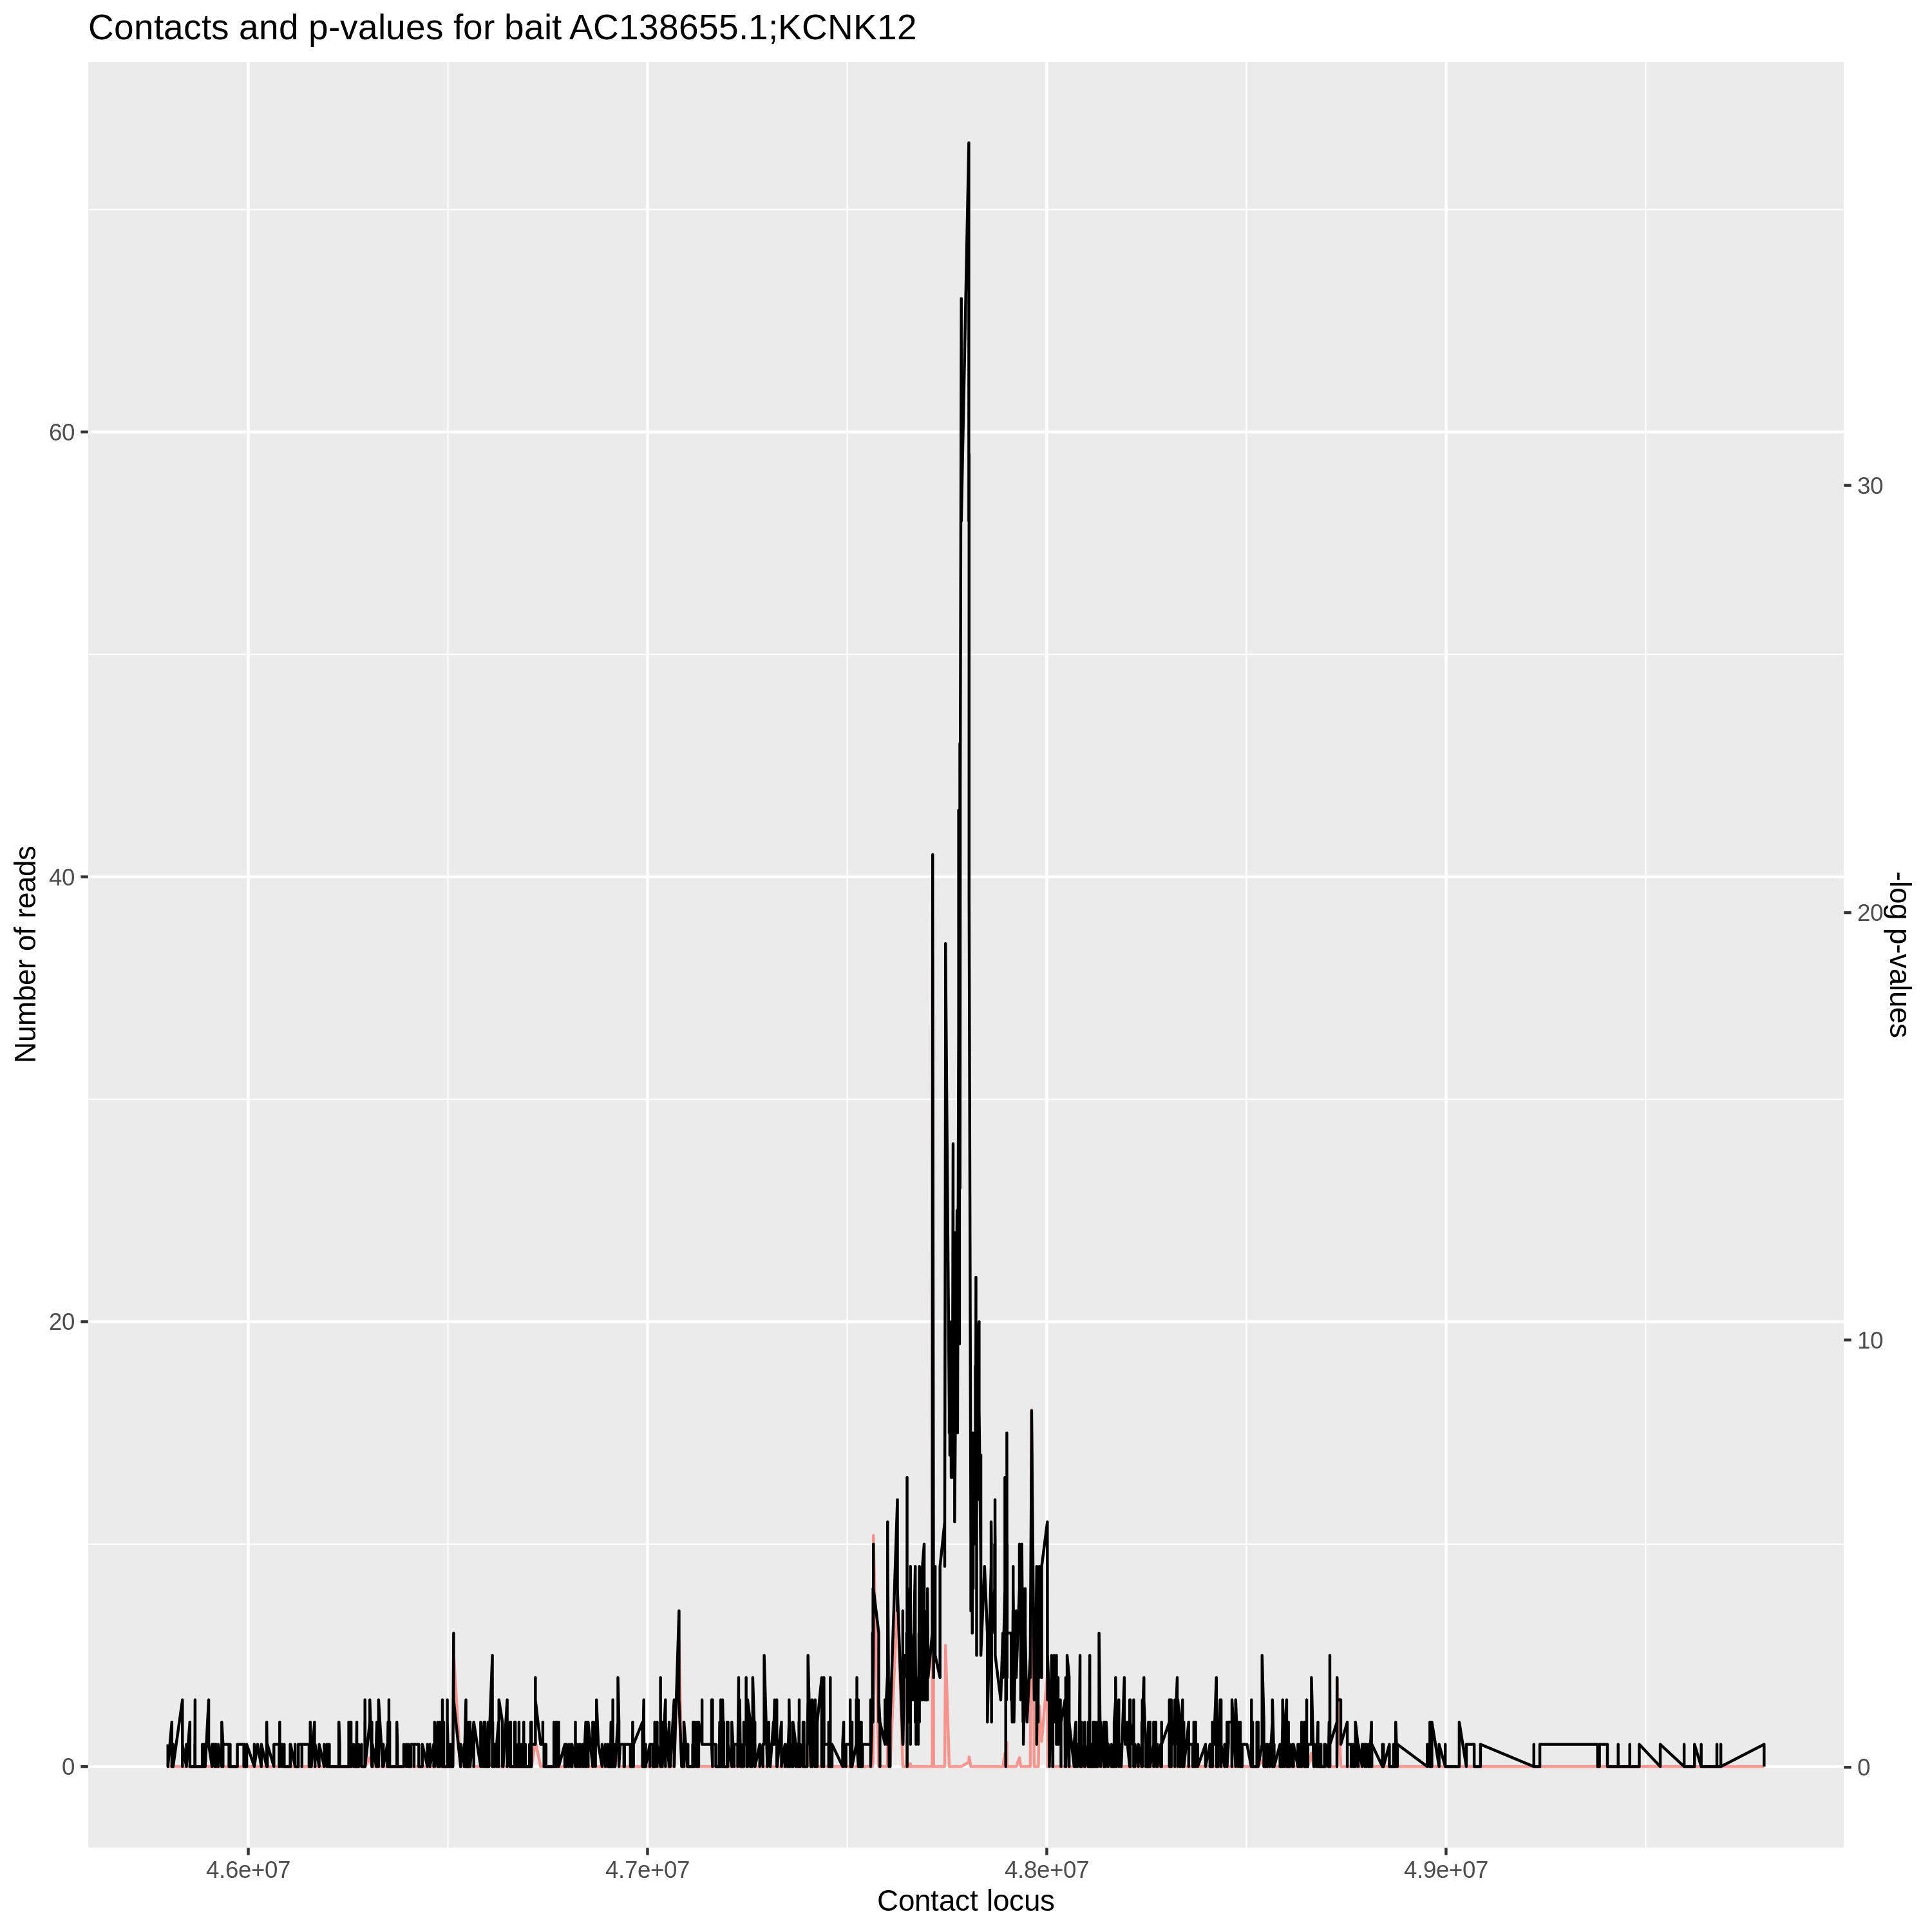 Contacts and p-values for bait AC138655.1;KCNK12
Number of reads
60
40
20
0
30
20
10
0
-log p-values
4.6e+07 4.7e+07 4.8e+07 4.9e+07
Contact locus